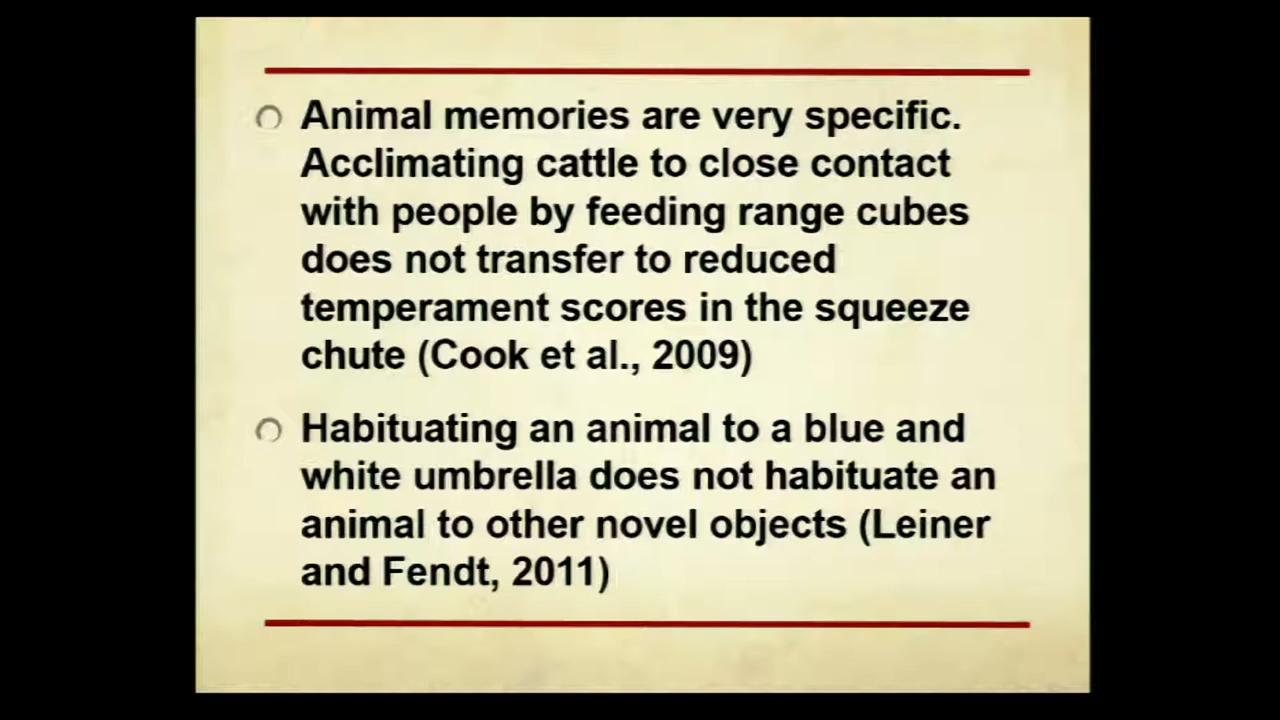 Animal memories are very specific.
Acclimating cattle to close contact
with people by feeding range cubes
does not transfer to reduced
temperament scores in the squeeze
chute (Cook et al., 2009)
Habituating an animal to a blue and
white umbrella does not habituate an
animal to other novel objects (Leiner
and Fendt, 2011)